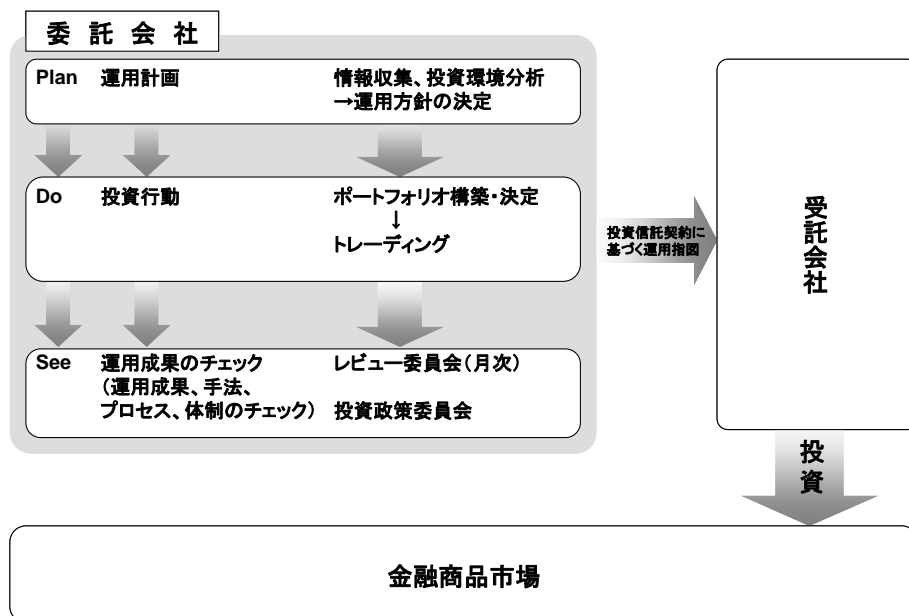 委託会社
Plan 運用計画 情報収集、投資環境分析
→運用方針の決定
Do 投資行動 ポートフォリオ構築・決定
↓
トレーディング
See 運用成果のチェック レビュー委員会(月次)
(運用成果、手法、
プロセス、体制のチェック) 投資政策委員会
投資信託契約に
基づく運用指図
受託会社
投資
金融商品市場